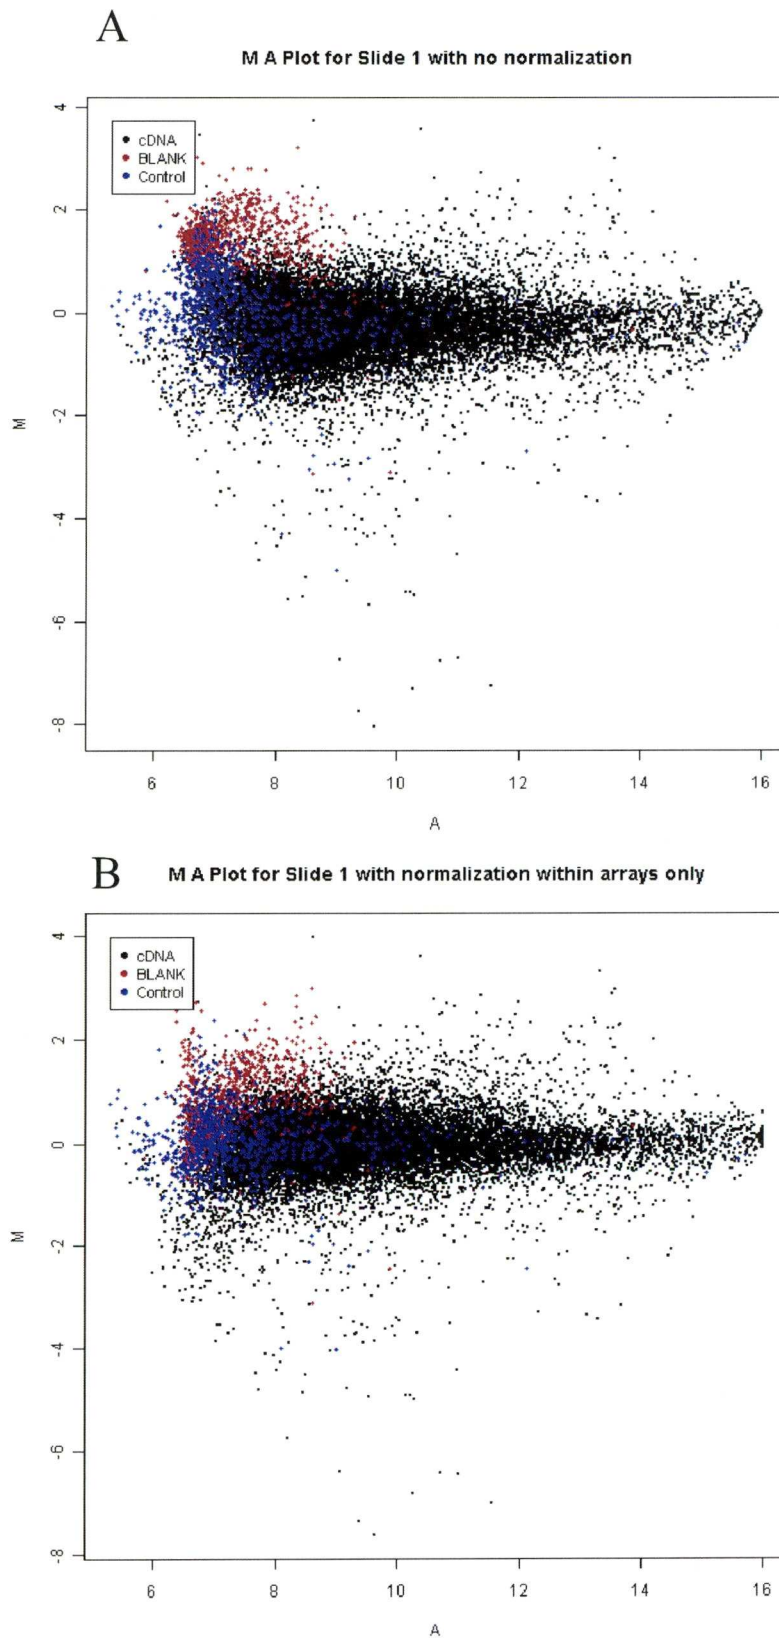 A
M A Plot for Slide 1 with no normalization
4
cDNA
BLANK
Control
2
0
-2
-4
-6
-8
M
6 8 10 12 14 16
A
B
M A Plot for Slide 1 with normalization within arrays only
4
cDNA
BLANK
Control
2
0
-2
-4
-6
-8
M
6 8 10 12 14 16
A